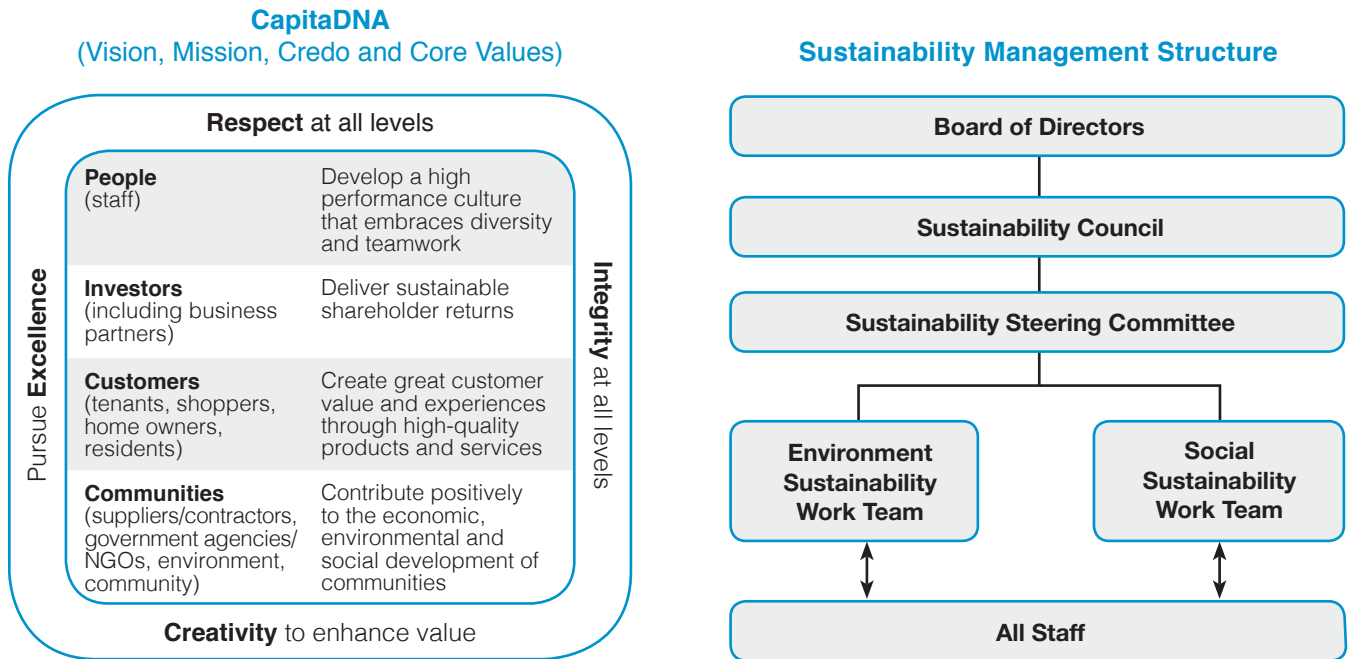 CapitaDNA
(Vision, Mission, Credo and Core Values)
Respect at all levels
Pursue Excellence
People
(staff)
Develop a high
performance culture
that embraces diversity
and teamwork
Investors
(including business
partners)
Deliver sustainable
shareholder returns
Customers
(tenants, shoppers,
home owners,
residents)
Create great customer
value and experiences
through high-quality
products and services
Communities
(suppliers/contractors,
government agencies/
NGOs, environment,
community)
Contribute positively
to the economic,
environmental and
social development of
communities
Integrity at all levels
Creativity to enhance value
Sustainability Management Structure
Board of Directors
Sustainability Council
Sustainability Steering Committee
Environment
Sustainability
Work Team
Social
Sustainability
Work Team
All Staff